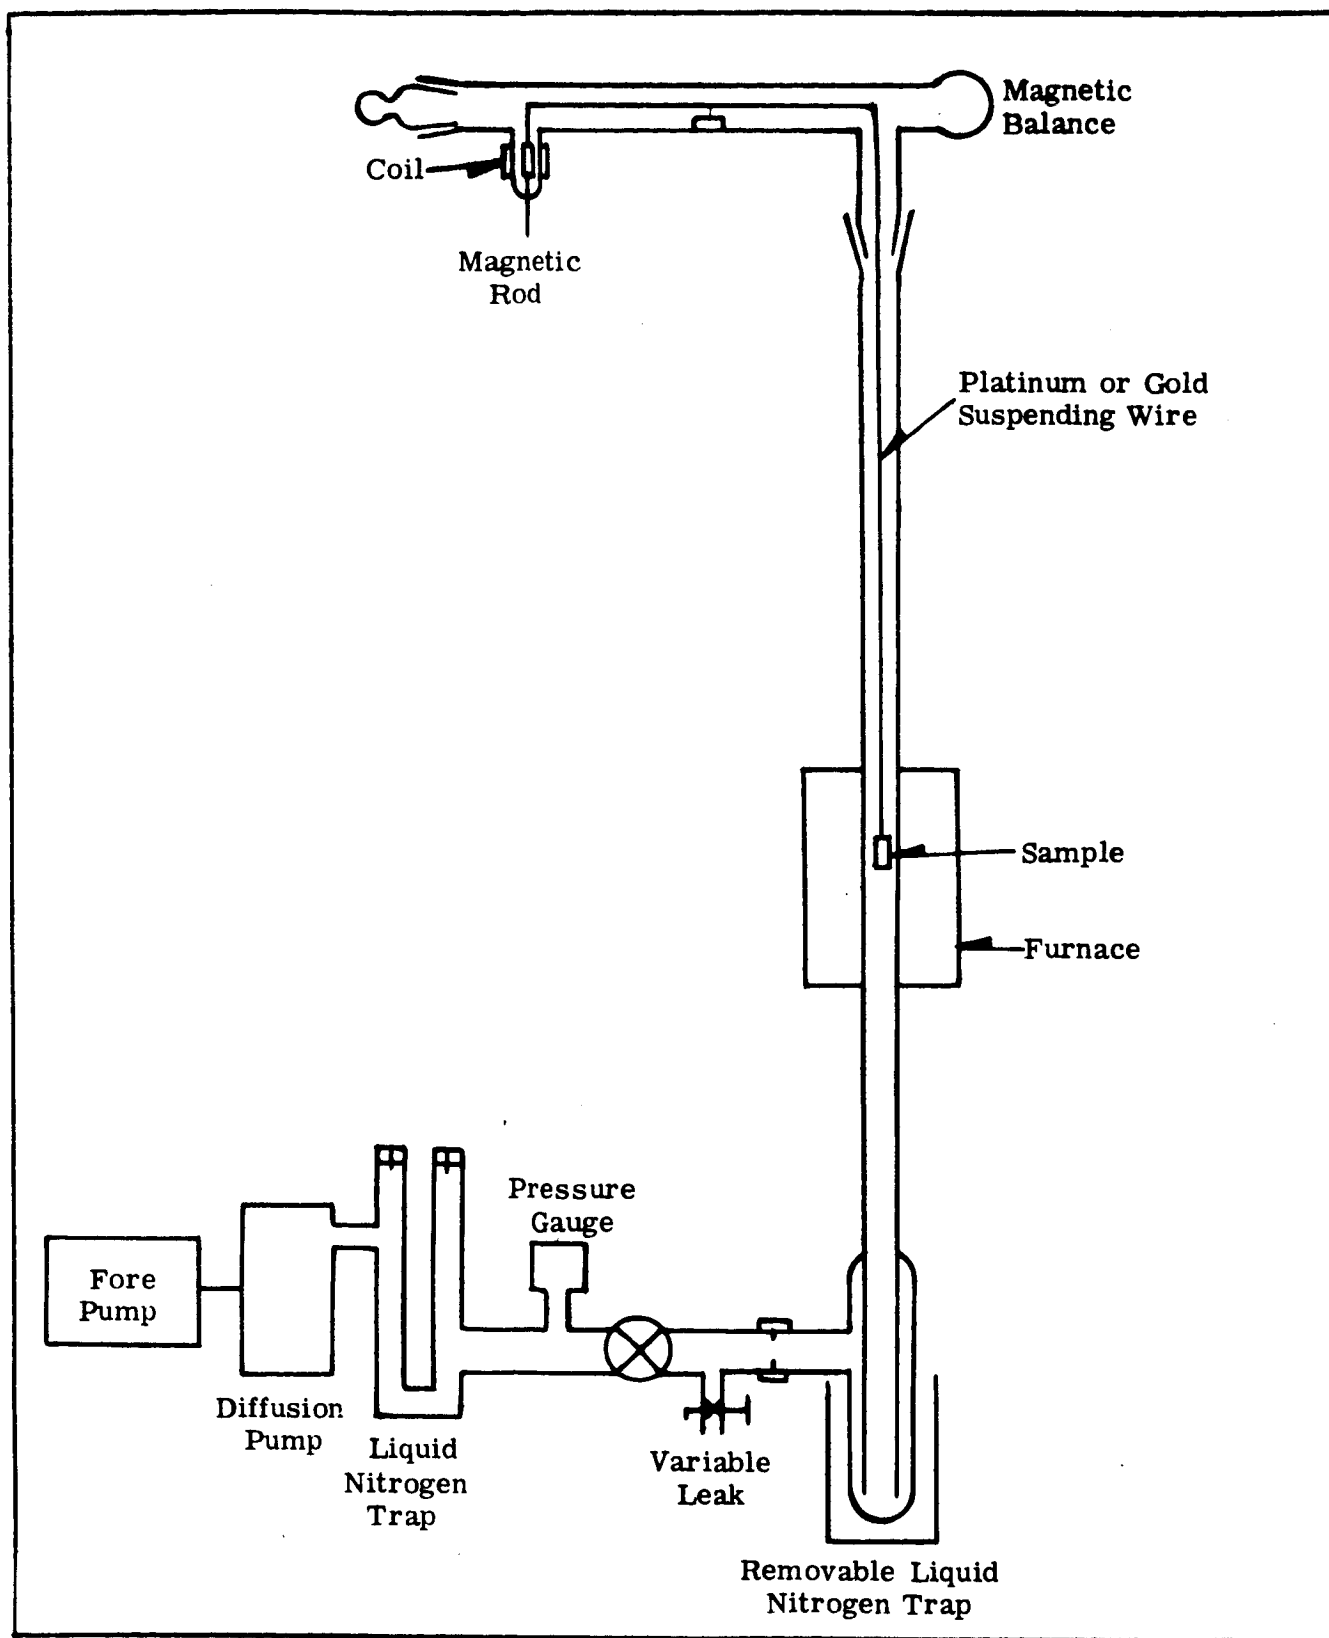 Magnetic
Balance
Coil
Magnetic
Rod
Platinum or Gold
Suspending Wire
Sample
Furnace
Pressure
Gauge
Fore
Pump
Diffusion
Pump
Liquid
Nitrogen
Trap
Variable
Leak
Removable Liquid
Nitrogen Trap